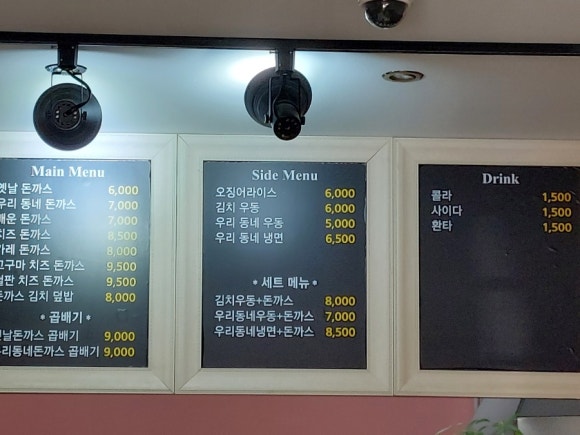 Main Menu
옛날 돈까스 6,000
우리 동네 돈까스 7,000
매운 돈까스 7,000
치즈 돈까스 8,500
카레 돈까스 8,000
고구마 치즈 돈까스 9,500
철판 치즈 돈까스 9,500
돈까스 김치 덮밥 8,000
* 곱배기 *
옛날돈까스 곱배기 9,000
우리동네돈까스 곱배기 9,000
Side Menu
오징어라이스 6,000
김치 우동 6,000
우리 동네 우동 5,000
우리 동네 냉면 6,500
* 세트 메뉴 *
김치우동+돈까스 8,000
우리동네우동+돈까스 7,000
우리동네냉면+돈까스 8,500
Drink
콜라 1,500
사이다 1,500
환타 1,500